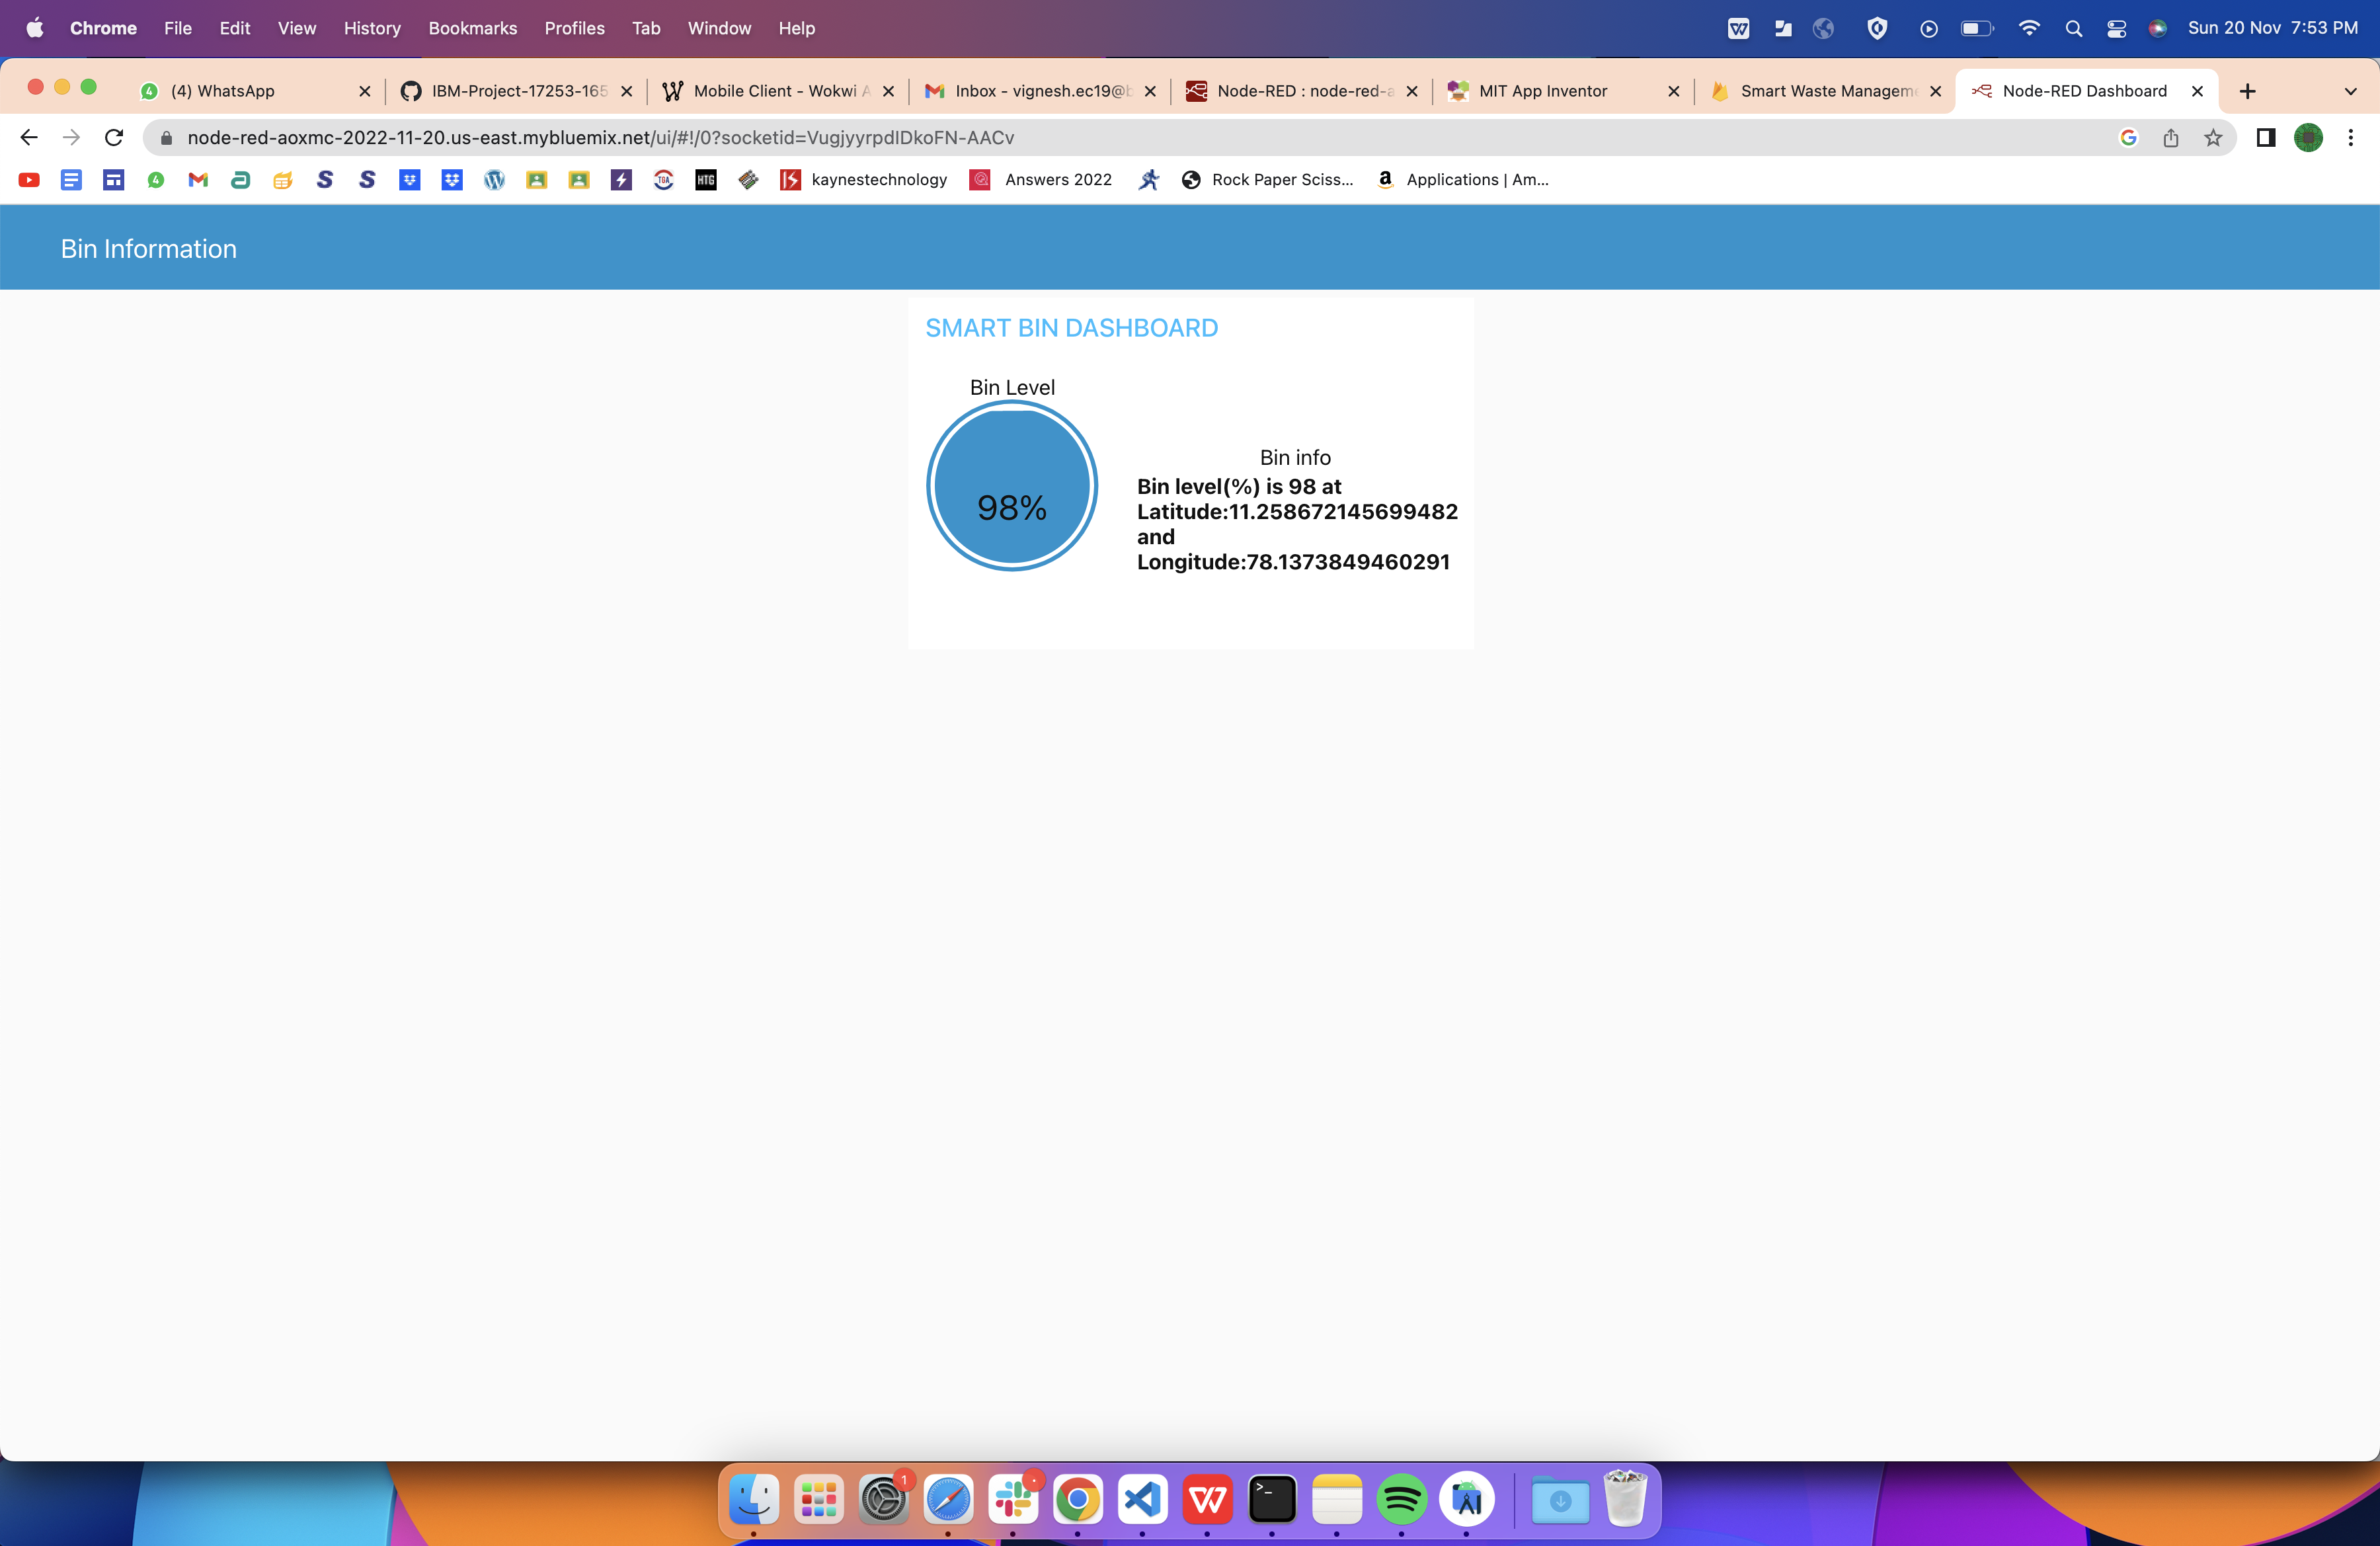 Chrome File Edit View History Bookmarks Profiles Tab Window Help Sun 20 Nov 7:53 PM
(4) WhatsApp IBM-Project-17253-165 Mobile Client - Wokwi A Inbox - vignesh.ec19@b Node-RED : node-red-a MIT App Inventor Smart Waste Managem Node-RED Dashboard
node-red-aoxmc-2022-11-20.us-east.mybluemix.net/ui/#!/0?socketid=VugjyyrpdIDkoFN-AACv
kaynestechnology Answers 2022 Rock Paper Sciss... Applications | Am...
Bin Information
SMART BIN DASHBOARD
Bin Level
98%
Bin info
Bin level(%) is 98 at
Latitude:11.258672145699482
and
Longitude:78.1373849460291